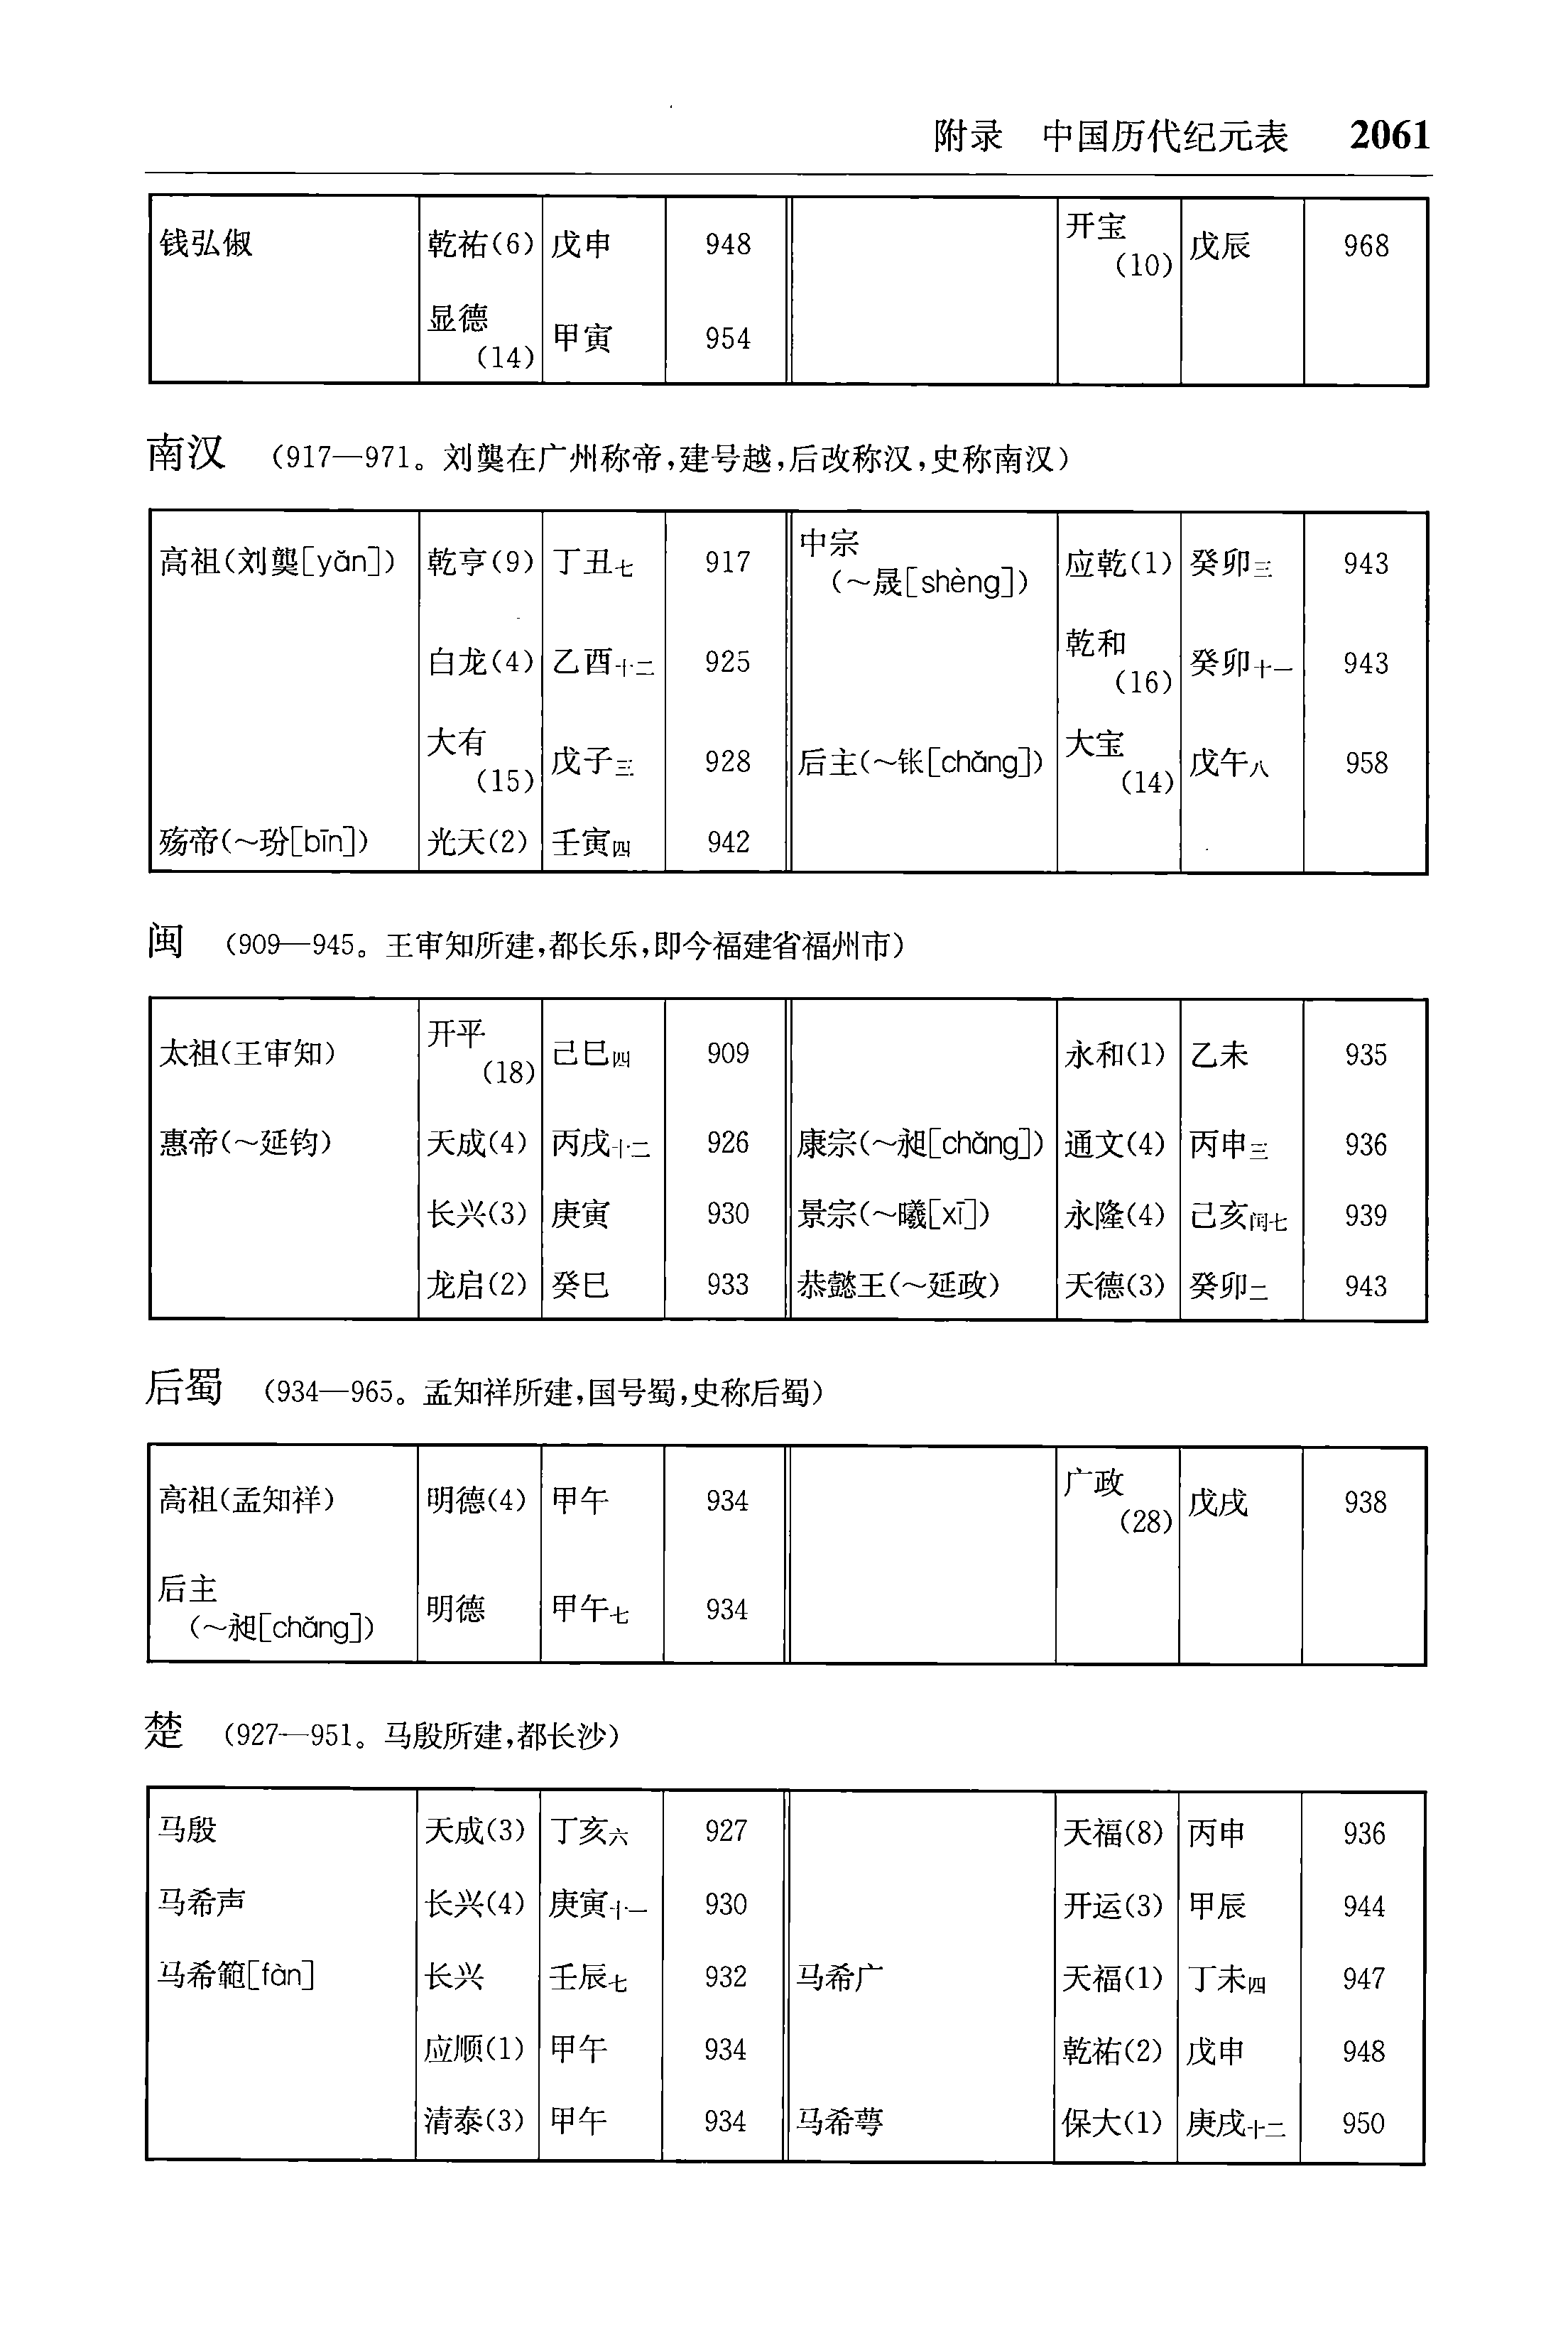 附录 中国历代纪元表 2061
钱弘俶 乾祐(6) 戊申 948 开宝(10) 戊辰 968
显德(14) 甲寅 954
南汉 (917—971。刘䶮在广州称帝,建号越,后改称汉,史称南汉)
高祖(刘䶮[yǎn]) 乾亨(9) 丁丑七 917 中宗(~晟[shèng]) 应乾(1) 癸卯三 943
白龙(4) 乙酉十二 925 乾和(16) 癸卯十一 943
大有(15) 戊子三 928 后主(~鋹[chǎng]) 大宝(14) 戊午八 958
殇帝(~玢[bīn]) 光天(2) 壬寅四 942
闽 (909—945。王审知所建,都长乐,即今福建省福州市)
太祖(王审知) 开平(18) 己巳四 909 永和(1) 乙未 935
惠帝(~延钧) 天成(4) 丙戌十二 926 康宗(~昶[chǎng]) 通文(4) 丙申三 936
长兴(3) 庚寅 930 景宗(~曦[xī]) 永隆(4) 己亥闰七 939
龙启(2) 癸巳 933 恭懿王(~延政) 天德(3) 癸卯二 943
后蜀 (934—965。孟知祥所建,国号蜀,史称后蜀)
高祖(孟知祥) 明德(4) 甲午 934 广政(28) 戊戌 938
后主(~昶[chǎng]) 明德 甲午七 934
楚 (927—951。马殷所建,都长沙)
马殷 天成(3) 丁亥六 927 天福(8) 丙申 936
马希声 长兴(4) 庚寅十一 930 开运(3) 甲辰 944
马希範[fàn] 长兴 壬辰七 932 马希广 天福(1) 丁未四 947
应顺(1) 甲午 934 乾祐(2) 戊申 948
清泰(3) 甲午 934 马希萼 保大(1) 庚戌十二 950